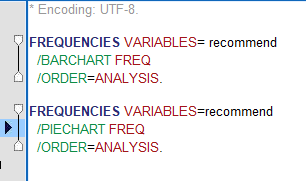 * Encoding: UTF-8.
FREQUENCIES VARIABLES= recommend
/BARCHART FREQ
/ORDER=ANALYSIS.
FREQUENCIES VARIABLES=recommend
/PIECHART FREQ
/ORDER=ANALYSIS.